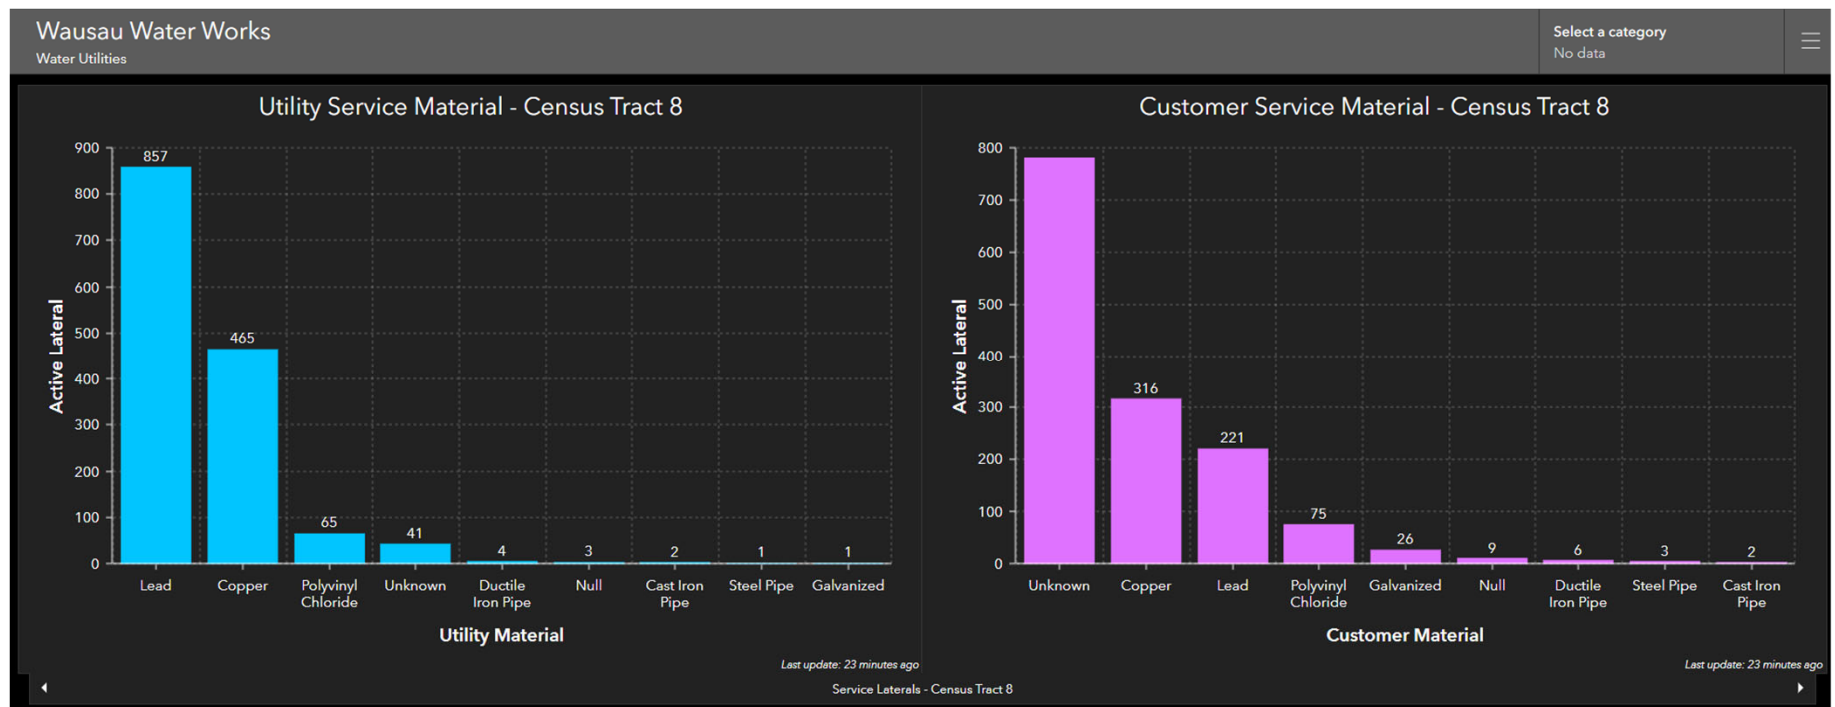 Wausau Water Works
Water Utilities
Select a category
No data
Utility Service Material - Census Tract 8
900
800
700
600
500
400
300
200
100
0
Active Lateral
857
465
65
41
4
3
2
1
1
Lead
Copper
Polyvinyl
Chloride
Unknown
Ductile
Iron Pipe
Null
Cast Iron
Pipe
Steel Pipe
Galvanized
Utility Material
Last update: 23 minutes ago
Customer Service Material - Census Tract 8
800
700
600
500
400
300
200
100
0
Active Lateral
316
221
75
26
9
6
3
2
Unknown
Copper
Lead
Polyvinyl
Chloride
Galvanized
Null
Ductile
Iron Pipe
Steel Pipe
Cast Iron
Pipe
Customer Material
Last update: 23 minutes ago
Service Laterals - Census Tract 8